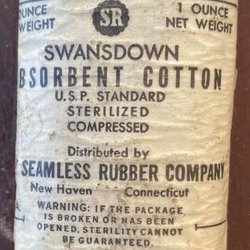 OUNCE SR 1 OUNCE
WEIGHT NET WEIGHT
SWANSDOWN
BSORBENT COTTON
U.S.P. STANDARD
STERILIZED
COMPRESSED
Distributed by
SEAMLESS RUBBER COMPANY
New Haven Connecticut
WARNING: IF THE PACKAGE
IS BROKEN OR HAS BEEN
OPENED, STERILITY CANNOT
BE GUARANTEED.